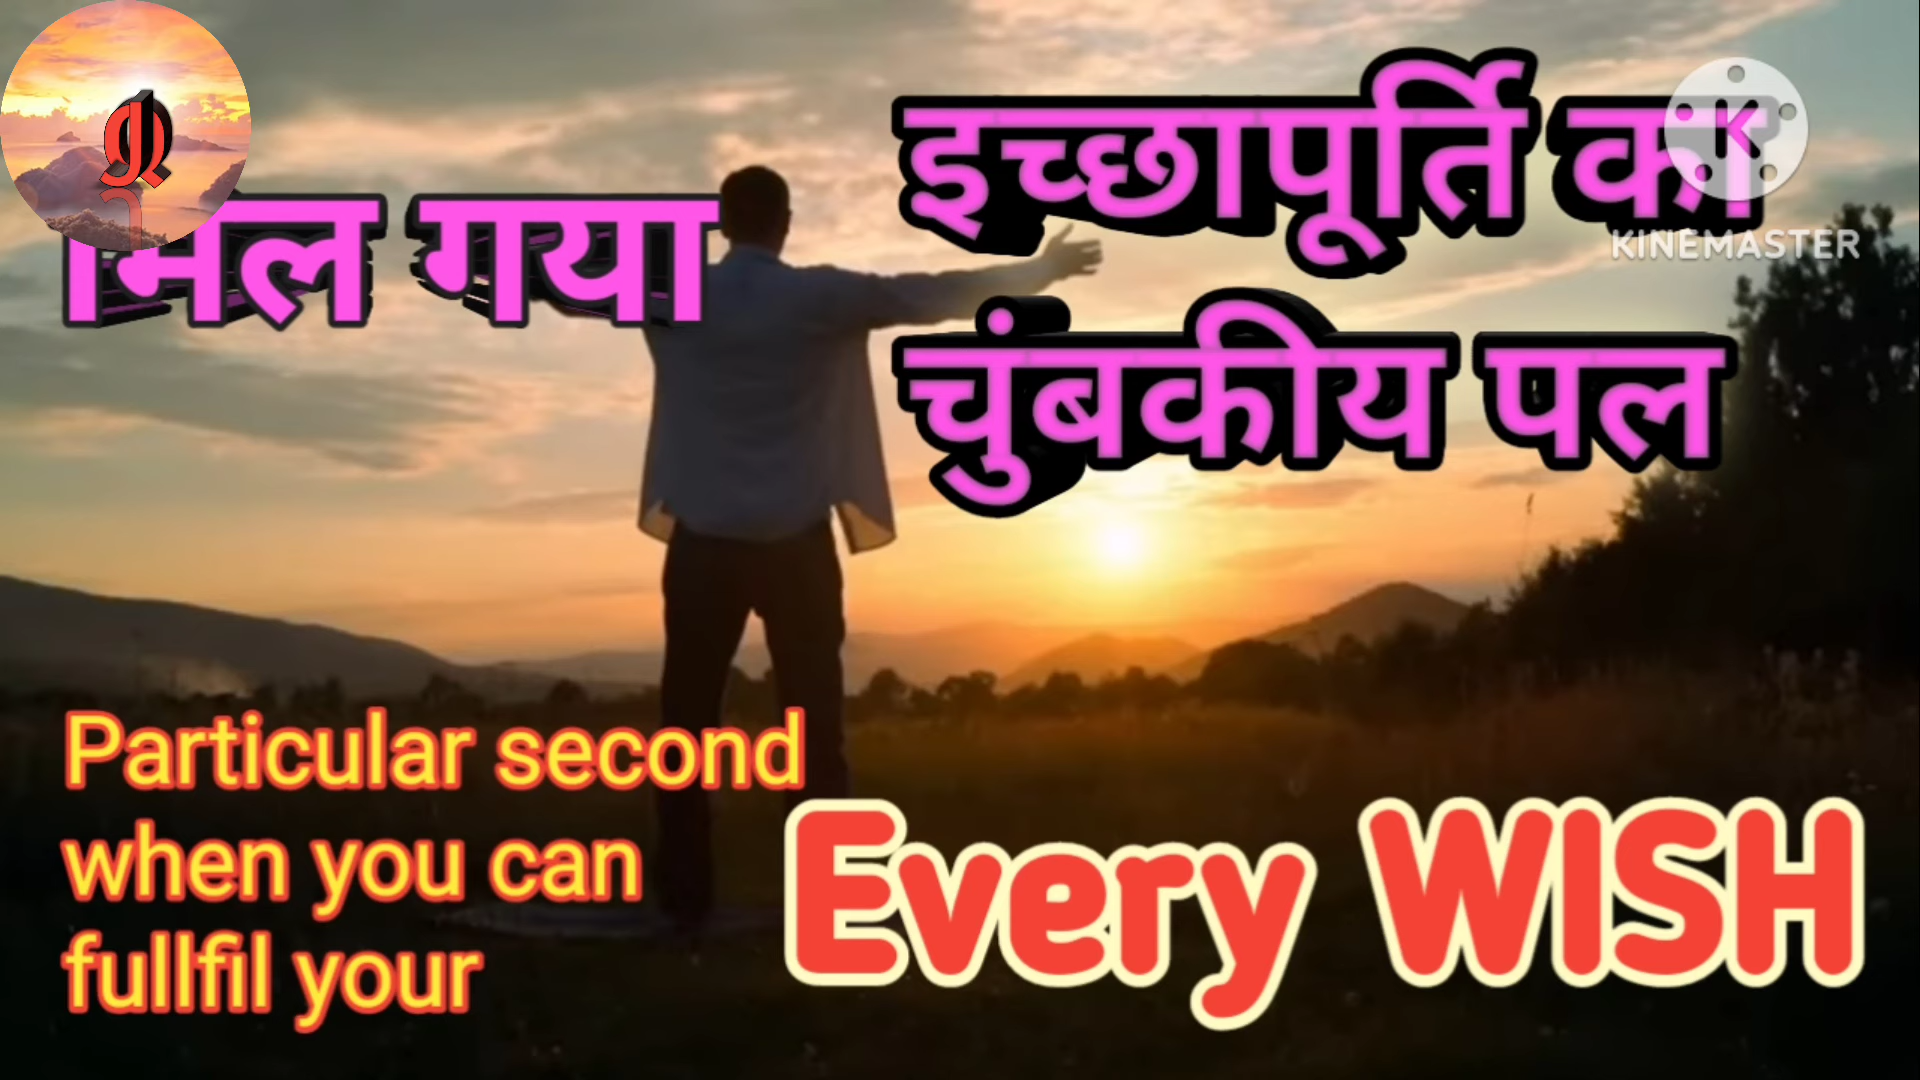 मिल गया
इच्छापूर्ति का
चुंबकीय पल
KINEMASTER
Particular second
when you can
fullfil your
Every WISH